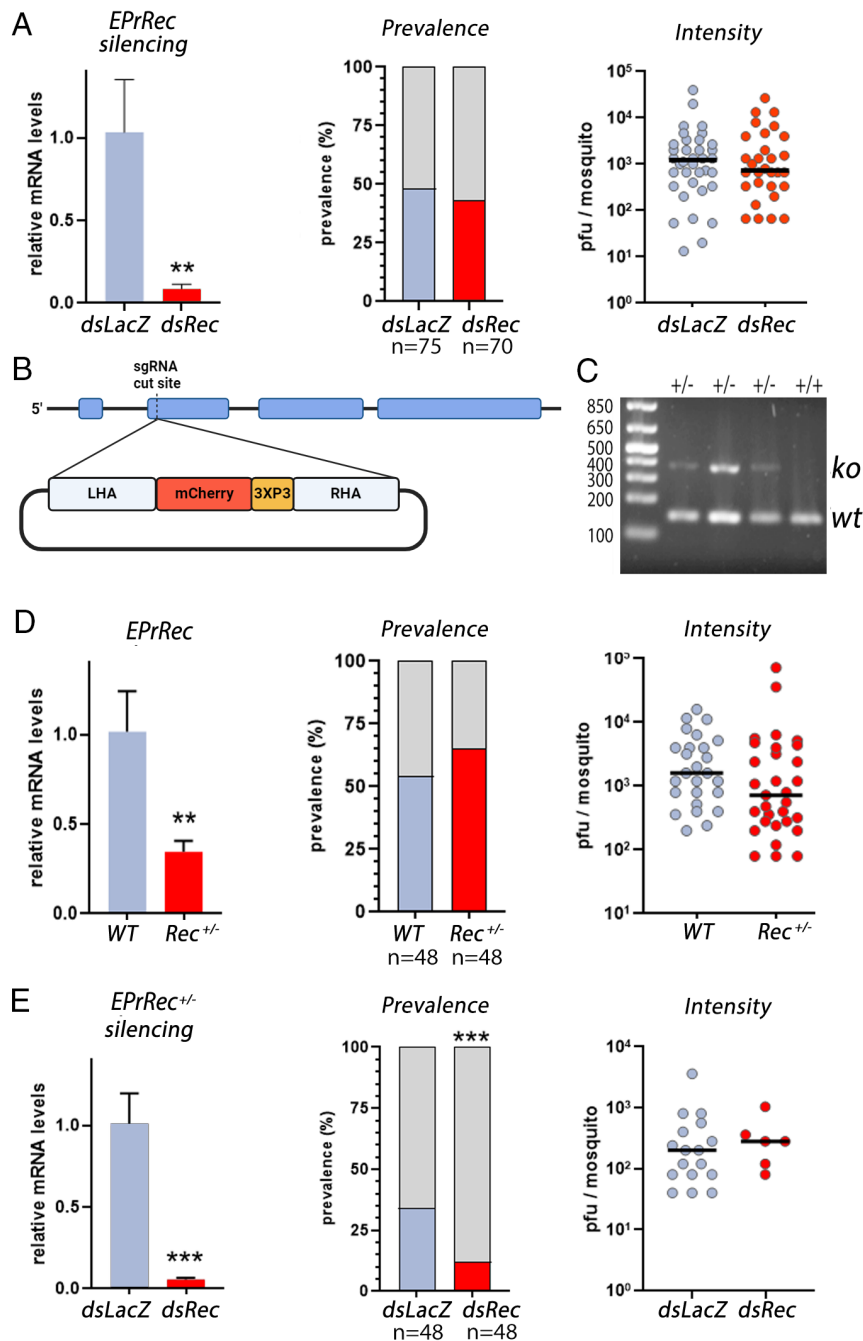 A
EPrRec
silencing
relative mRNA levels
1.0
0.5
0.0
**
dsLacZ dsRec
Prevalence
prevalence (%)
100
75
50
25
0
dsLacZ dsRec
n=75 n=70
Intensity
pfu / mosquito
10⁵
10⁴
10³
10²
10¹
10⁰
dsLacZ dsRec
B
sgRNA
cut site
5'
LHA mCherry 3XP3 RHA
C
+/- +/- +/- +/+
850
650
500
400
300
200
100
ko
wt
D
EPrRec
relative mRNA levels
1.0
0.5
0.0
**
WT Rec +/-
Prevalence
prevalence (%)
100
75
50
25
0
WT Rec +/-
n=48 n=48
Intensity
pfu / mosquito
10⁵
10⁴
10³
10²
10¹
WT Rec +/-
E
EPrRec+/-
silencing
relative mRNA levels
1.0
0.5
0.0
***
dsLacZ dsRec
Prevalence
***
prevalence (%)
100
75
50
25
0
dsLacZ dsRec
n=48 n=48
Intensity
pfu / mosquito
10⁴
10³
10²
10¹
10⁰
dsLacZ dsRec